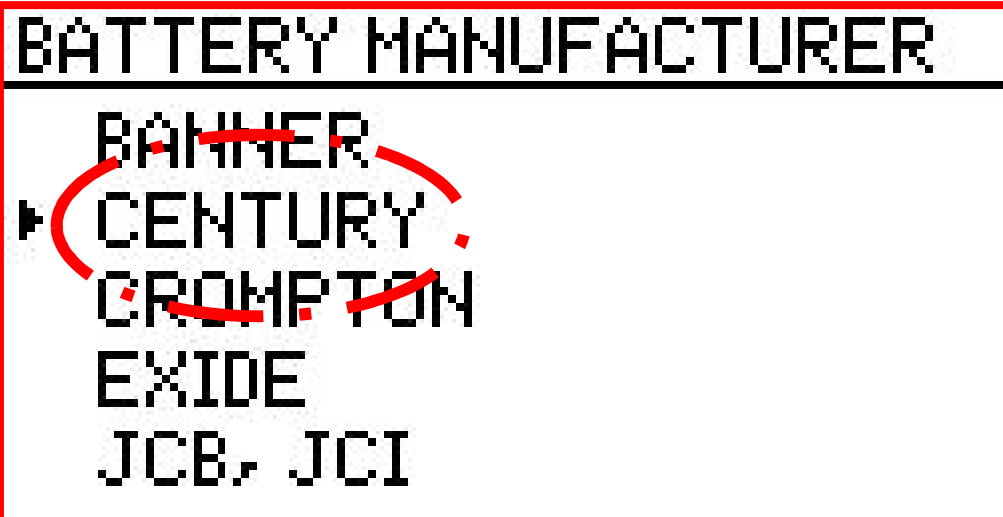 BATTERY MANUFACTURER
BANNER
CENTURY
CROMPTON
EXIDE
JCB, JCI